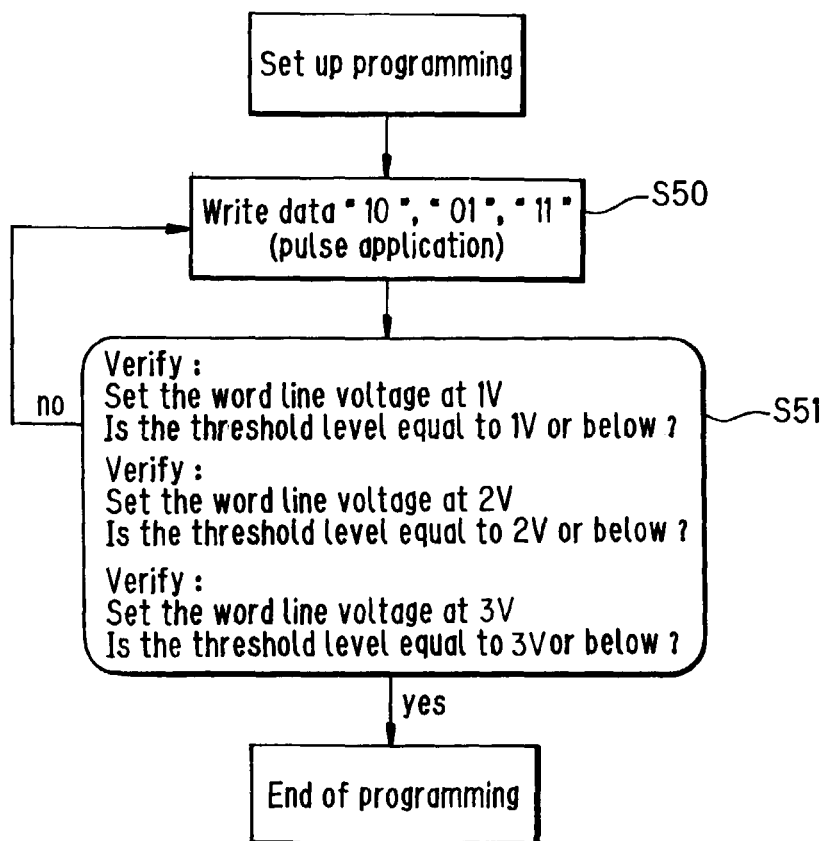 Set up programming
Write data "10", "01", "11"
(pulse application)
S50
Verify :
Set the word line voltage at 1V
Is the threshold level equal to 1V or below ?
Verify :
Set the word line voltage at 2V
Is the threshold level equal to 2V or below ?
Verify :
Set the word line voltage at 3V
Is the threshold level equal to 3V or below ?
no
S51
yes
End of programming